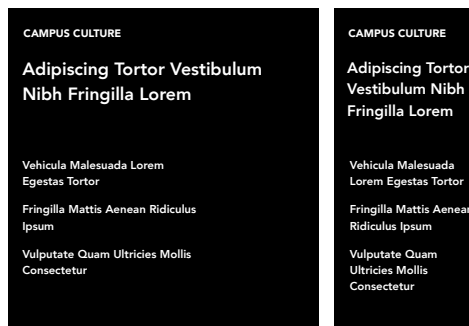 CAMPUS CULTURE
Adipiscing Tortor Vestibulum
Nibh Fringilla Lorem
Vehicula Malesuada Lorem
Egestas Tortor
Fringilla Mattis Aenean Ridiculus
Ipsum
Vulputate Quam Ultricies Mollis
Consectetur
CAMPUS CULTURE
Adipiscing Tortor
Vestibulum Nibh
Fringilla Lorem
Vehicula Malesuada
Lorem Egestas Tortor
Fringilla Mattis Aenean
Ridiculus Ipsum
Vulputate Quam
Ultricies Mollis
Consectetur